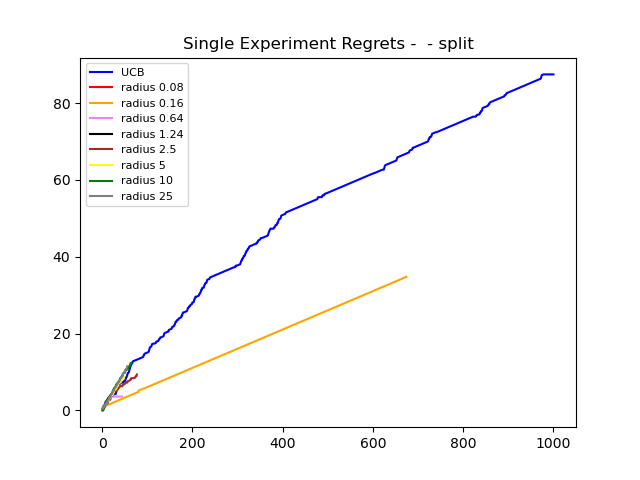 Single Experiment Regrets -  - split
UCB
radius 0.08
radius 0.16
radius 0.64
radius 1.24
radius 2.5
radius 5
radius 10
radius 25
80
60
40
20
0
0 200 400 600 800 1000